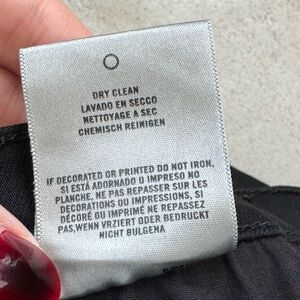 DRY CLEAN
LAVADO EN SECCO
NETTOYAGE A SEC
CHEMISCH REINIGEN
IF DECORATED OR PRINTED DO NOT IRON,
SI ESTÁ ADORNADO O IMPRESO NO
PLANCHE, NE PAS REPASSER SUR LES
DECORATIONS OU IMPRESSIONS, SI
DÉCORÉ OU IMPRIMÉ NE REPASSEZ
PAS,WENN VRZIERT ODER BEDRUCKT
NICHT BULGENA